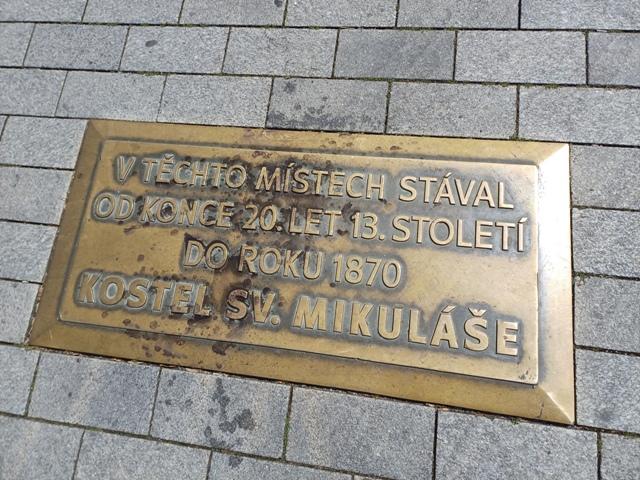 V TĚCHTO MÍSTECH STÁVAL
OD KONCE 20. LET 13. STOLETÍ
DO ROKU 1870
KOSTEL SV. MIKULÁŠE